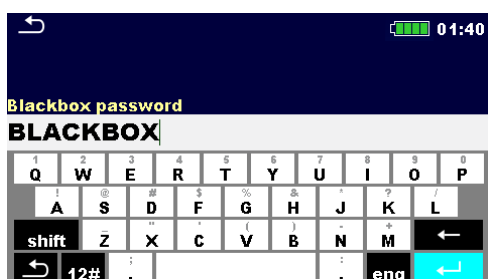 01:40
Blackbox password
BLACKBOX
1 2 3 4 5 6 7 8 9 0
Q W E R T Y U I O P
! @ # $ % & * ? /
A S D F G H J K L
- " ' ( ) - +
shift Z X C V B N M ←
12# ; , : . eng